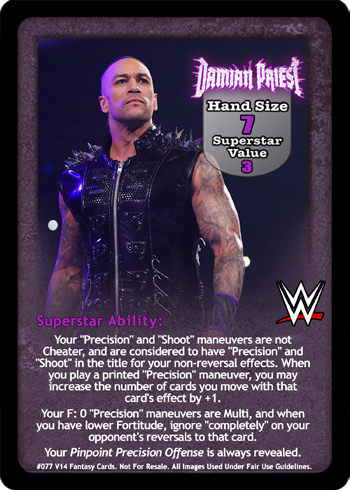 Damian Priest
Hand Size
7
Superstar
Value
3
W
Superstar Ability:
Your "Precision" and "Shoot" maneuvers are not
Cheater, and are considered to have "Precision" and
"Shoot" in the title for your non-reversal effects. When
you play a printed "Precision" maneuver, you may
increase the number of cards you move with that
card's effect by +1.
Your F: 0 "Precision" maneuvers are Multi, and when
you have lower Fortitude, ignore "completely" on your
opponent's reversals to that card.
Your Pinpoint Precision Offense is always revealed.
#077 V14 Fantasy Cards. Not For Resale. All Images Used Under Fair Use Guidelines.